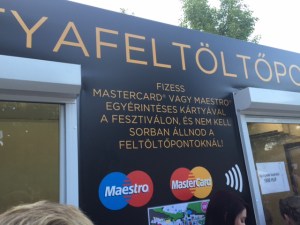 TYAFELTÖLTŐPO
FIZESS
MASTERCARD® VAGY MAESTRO®
EGYÉRINTÉSES KÁRTYÁVAL
A FESZTIVÁLON, ÉS NEM KELL
SORBAN ÁLLNOD A
FELTÖLTŐPONTOKNÁL!
Maestro
MasterCard